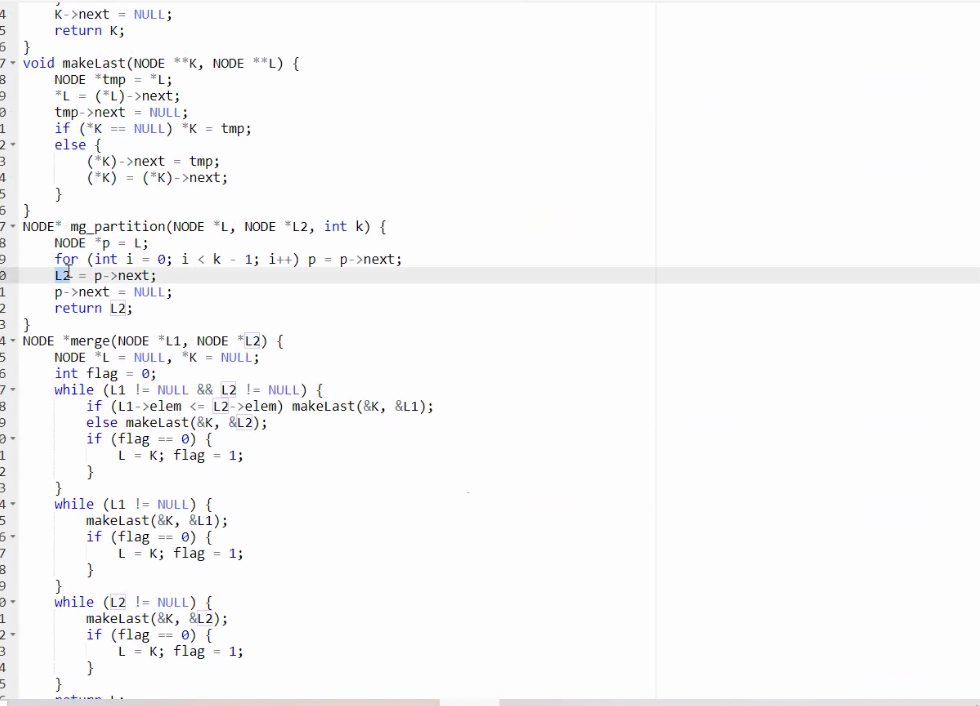 4 K->next = NULL;
5 return K;
6 }
7 void makeLast(NODE **K, NODE **L) {
8 NODE *tmp = *L;
9 *L = (*L)->next;
0 tmp->next = NULL;
1 if (*K == NULL) *K = tmp;
2 else {
3 (*K)->next = tmp;
4 (*K) = (*K)->next;
5 }
6 }
7 NODE* mg_partition(NODE *L, NODE *L2, int k) {
8 NODE *p = L;
9 for (int i = 0; i < k - 1; i++) p = p->next;
0 L2 = p->next;
1 p->next = NULL;
2 return L2;
3 }
4 NODE *merge(NODE *L1, NODE *L2) {
5 NODE *L = NULL, *K = NULL;
6 int flag = 0;
7 while (L1 != NULL && L2 != NULL) {
8 if (L1->elem <= L2->elem) makeLast(&K, &L1);
9 else makeLast(&K, &L2);
0 if (flag == 0) {
1 L = K; flag = 1;
2 }
3 }
4 while (L1 != NULL) {
5 makeLast(&K, &L1);
6 if (flag == 0) {
7 L = K; flag = 1;
8 }
9 }
0 while (L2 != NULL) {
1 makeLast(&K, &L2);
2 if (flag == 0) {
3 L = K; flag = 1;
4 }
5 }
return L;